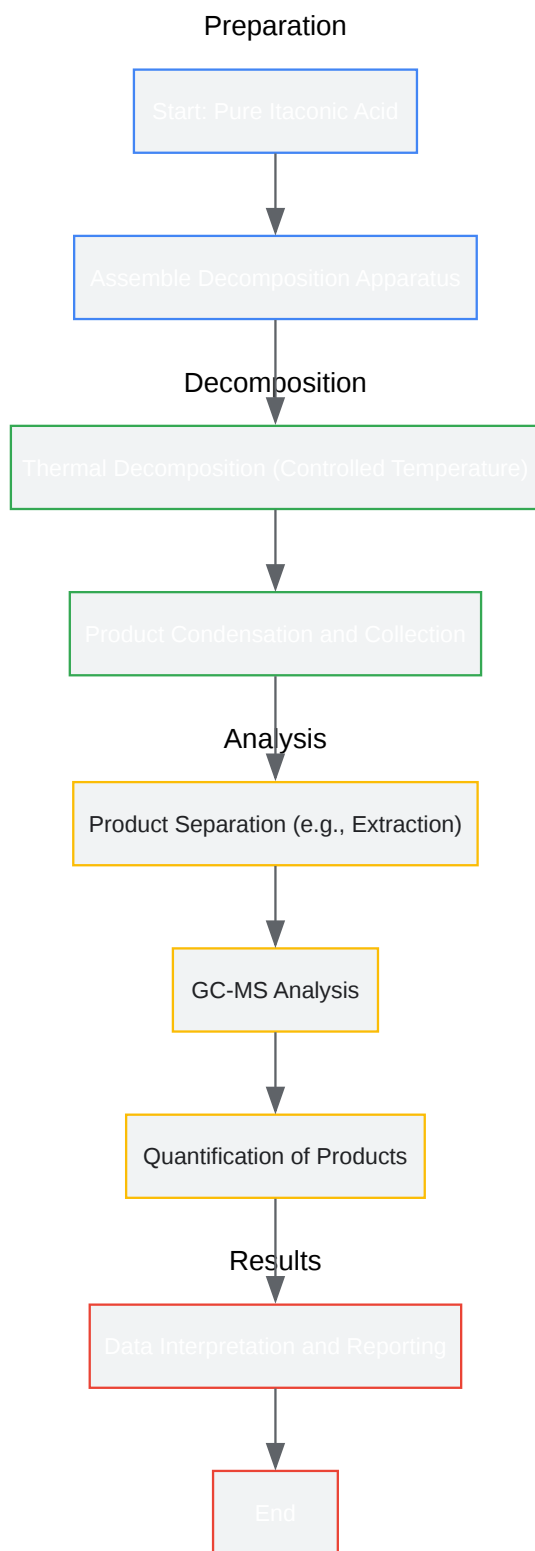 Preparation
Start: Pure Itaconic Acid
Assemble Decomposition Apparatus
Decomposition
Thermal Decomposition (Controlled Temperature)
Product Condensation and Collection
Analysis
Product Separation (e.g., Extraction)
GC-MS Analysis
Quantification of Products
Results
Data Interpretation and Reporting
End